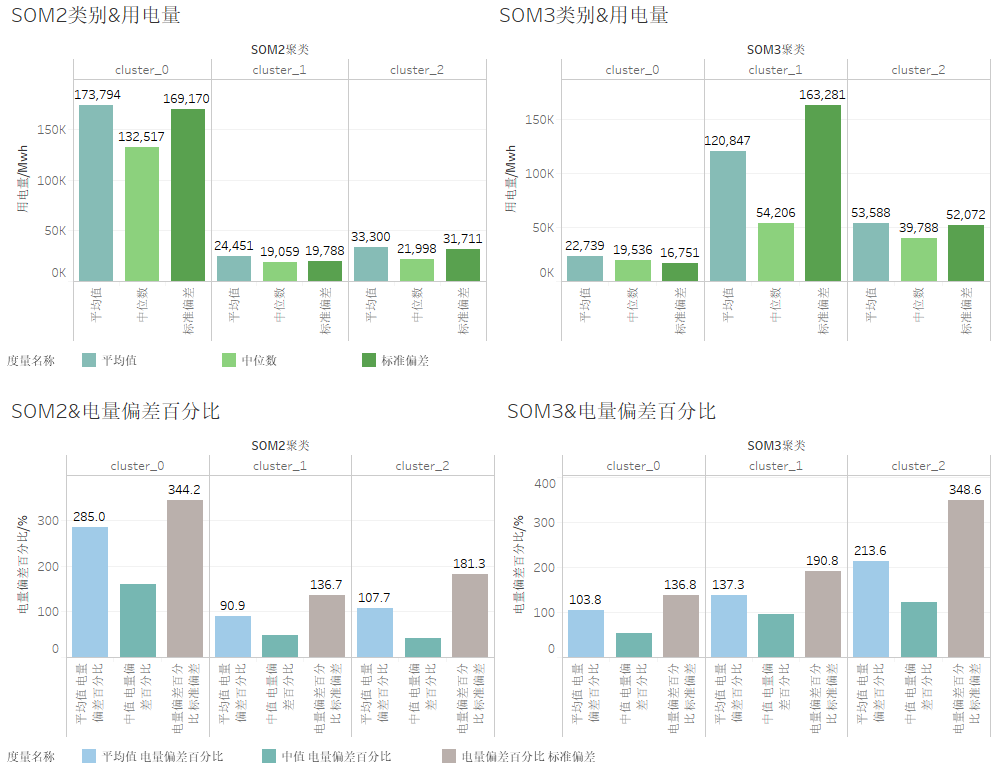 SOM2类别&用电量
SOM2聚类
cluster_0 cluster_1 cluster_2
用电量/Mwh
150K
100K
50K
0K
173,794 132,517 169,170
24,451 19,059 19,788
33,300 21,998 31,711
平均值 中位数 标准偏差 平均值 中位数 标准偏差 平均值 中位数 标准偏差
SOM3类别&用电量
SOM3聚类
cluster_0 cluster_1 cluster_2
用电量/Mwh
150K
100K
50K
0K
22,739 19,536 16,751
120,847 54,206 163,281
53,588 39,788 52,072
平均值 中位数 标准偏差 平均值 中位数 标准偏差 平均值 中位数 标准偏差
度量名称 平均值 中位数 标准偏差
SOM2&电量偏差百分比
SOM2聚类
cluster_0 cluster_1 cluster_2
电量偏差百分比/%
300
200
100
0
285.0 344.2
90.9 136.7
107.7 181.3
平均值 电量
偏差百分比
中值 电量偏
差百分比
电量偏差百分
比 标准偏差
平均值 电量
偏差百分比
中值 电量偏
差百分比
电量偏差百分
比 标准偏差
平均值 电量
偏差百分比
中值 电量偏
差百分比
电量偏差百分
比 标准偏差
SOM3&电量偏差百分比
SOM3聚类
cluster_0 cluster_1 cluster_2
电量偏差百分比/%
400
300
200
100
0
103.8 136.8
137.3 190.8
213.6 348.6
平均值 电量
偏差百分比
中值 电量偏
差百分比
电量偏差百分
比 标准偏差
平均值 电量
偏差百分比
中值 电量偏
差百分比
电量偏差百分
比 标准偏差
平均值 电量
偏差百分比
中值 电量偏
差百分比
电量偏差百分
比 标准偏差
度量名称 平均值 电量偏差百分比 中值 电量偏差百分比 电量偏差百分比 标准偏差